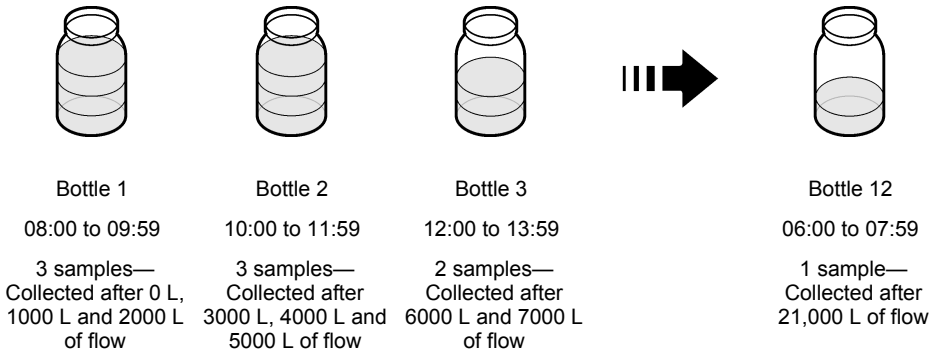 Bottle 1
08:00 to 09:59
3 samples—
Collected after 0 L,
1000 L and 2000 L
of flow
Bottle 2
10:00 to 11:59
3 samples—
Collected after
3000 L, 4000 L and
5000 L of flow
Bottle 3
12:00 to 13:59
2 samples—
Collected after
6000 L and 7000 L
of flow
Bottle 12
06:00 to 07:59
1 sample—
Collected after
21,000 L of flow